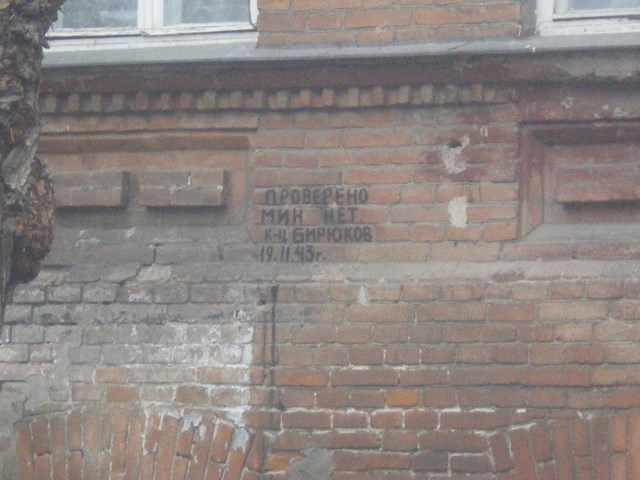 ПРОВЕРЕНО
МИН НЕТ
К-Ц БИРЮКОВ
19.11.43г.